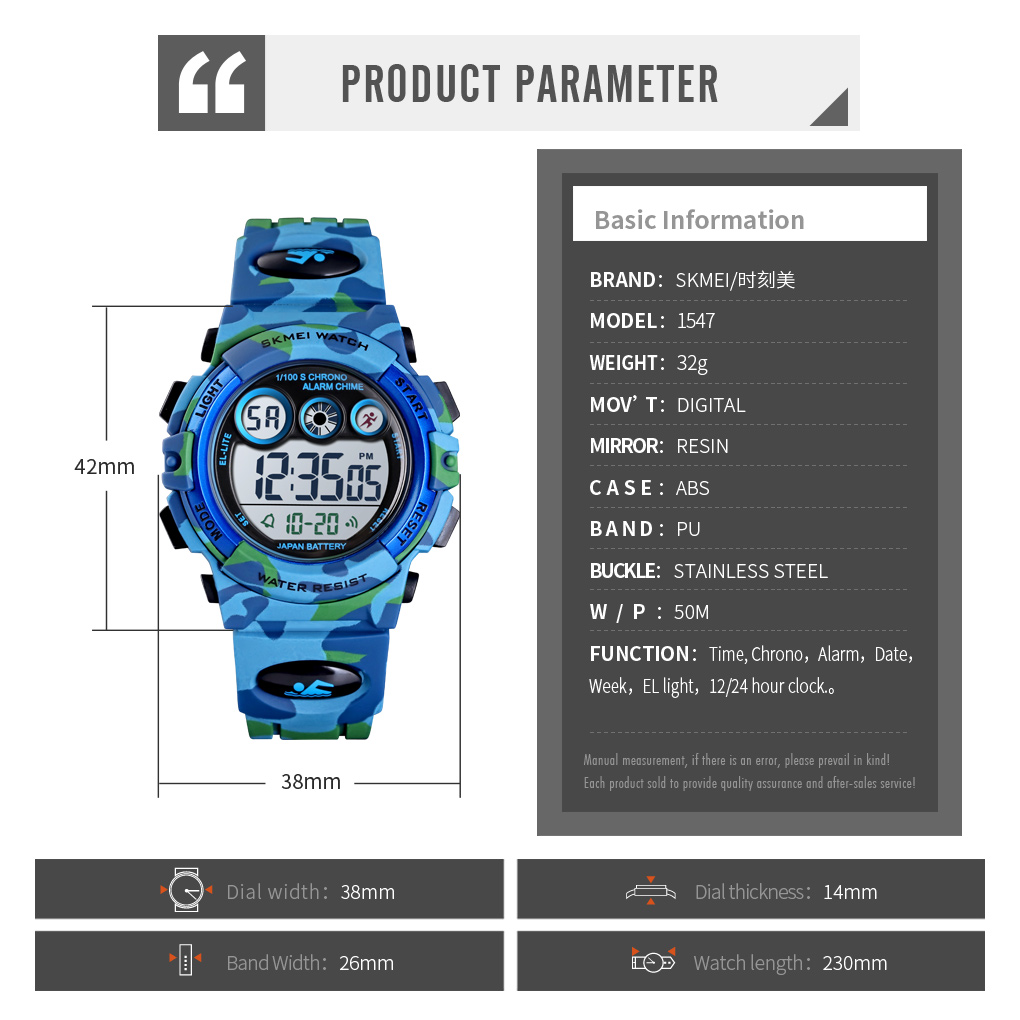 PRODUCT PARAMETER
Basic Information
BRAND: SKMEI/时刻美
MODEL: 1547
WEIGHT: 32g
MOV’ T: DIGITAL
MIRROR: RESIN
CASE: ABS
BAND: PU
BUCKLE: STAINLESS STEEL
W / P : 50M
FUNCTION: Time, Chrono, Alarm, Date,
Week, EL light, 12/24 hour clock.。
Manual measurement, if there is an error, please prevail in kind!
Each product sold to provide quality assurance and after-sales service!
SKMEI WATCH
1/100 S CHRONO
ALARM CHIME
LIGHT
START
SA
EL-LITE
START
PM
12:35 05
SET
RESET
10-20
MODE
RESET
JAPAN BATTERY
WATER RESIST
42mm
38mm
Dial width: 38mm
Dial thickness: 14mm
Band Width: 26mm
Watch length: 230mm